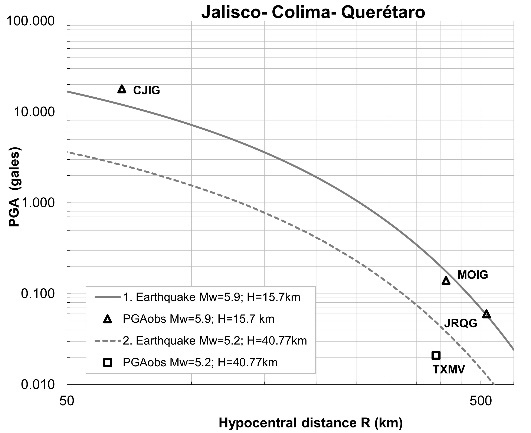 Jalisco- Colima- Querétaro
100.000
10.000
1.000
0.100
0.010
PGA (gales)
CJIG
MOIG
JRQG
TXMV
1. Earthquake Mw=5.9; H=15.7km
PGAobs Mw=5.9; H=15.7 km
2. Earthquake Mw=5.2; H=40.77km
PGAobs Mw=5.2; H=40.77km
50
500
Hypocentral distance R (km)